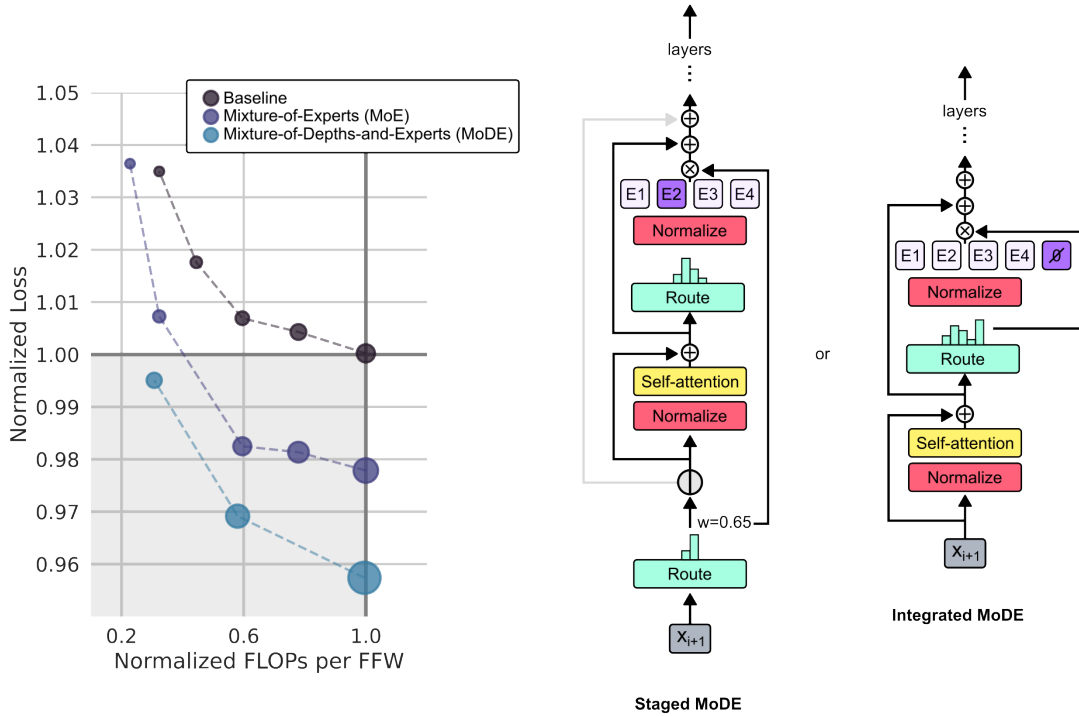 Normalized Loss
1.05
1.04
1.03
1.02
1.01
1.00
0.99
0.98
0.97
0.96
0.2 0.6 1.0
Normalized FLOPs per FFW
Baseline
Mixture-of-Experts (MoE)
Mixture-of-Depths-and-Experts (MoDE)
layers
E1 E2 E3 E4
Normalize
Route
Self-attention
Normalize
w=0.65
Route
xi+1
Staged MoDE
or
layers
E1 E2 E3 E4 0̸
Normalize
Route
Self-attention
Normalize
xi+1
Integrated MoDE